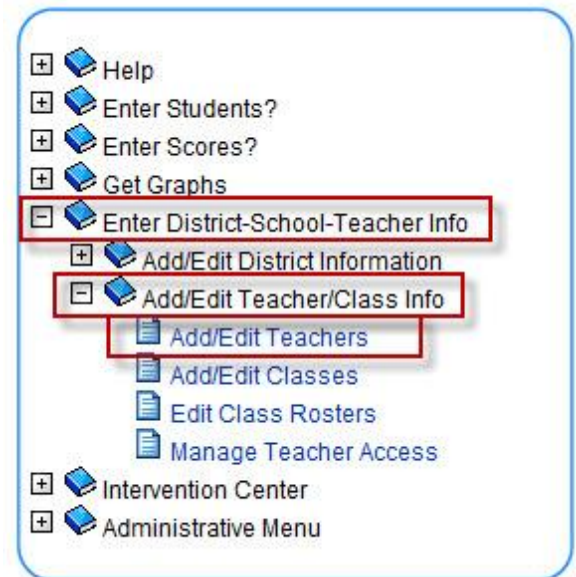 Help
Enter Students?
Enter Scores?
Get Graphs
Enter District-School-Teacher Info
Add/Edit District Information
Add/Edit Teacher/Class Info
Add/Edit Teachers
Add/Edit Classes
Edit Class Rosters
Manage Teacher Access
Intervention Center
Administrative Menu